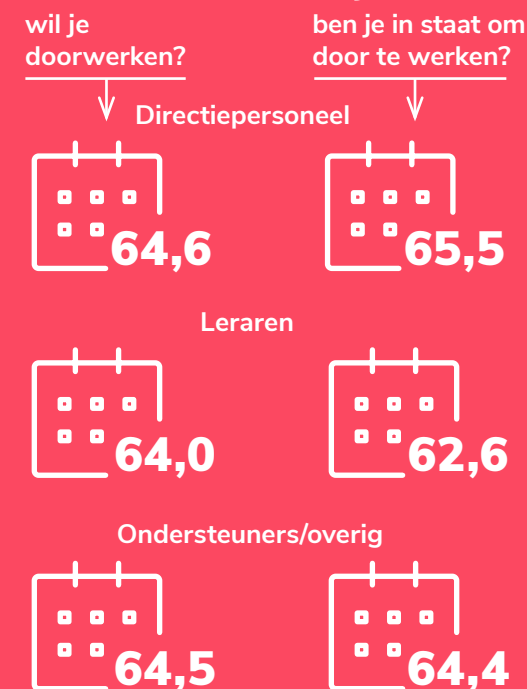 wil je
doorwerken?
ben je in staat om
door te werken?
Directiepersoneel
64,6
65,5
Leraren
64,0
62,6
Ondersteuners/overig
64,5
64,4